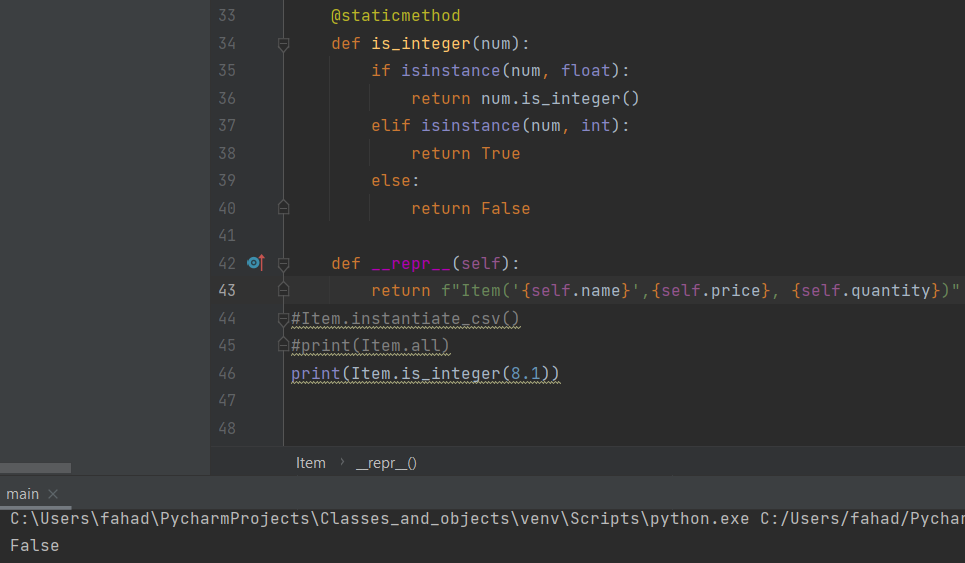 33 @staticmethod
34 def is_integer(num):
35 if isinstance(num, float):
36 return num.is_integer()
37 elif isinstance(num, int):
38 return True
39 else:
40 return False
41
42 def __repr__(self):
43 return f"Item('{self.name}',{self.price}, {self.quantity})"
44 #Item.instantiate_csv()
45 #print(Item.all)
46 print(Item.is_integer(8.1))
47
48
Item › __repr__()
main ×
C:\Users\fahad\PycharmProjects\Classes_and_objects\venv\Scripts\python.exe C:/Users/fahad/Pychar
False